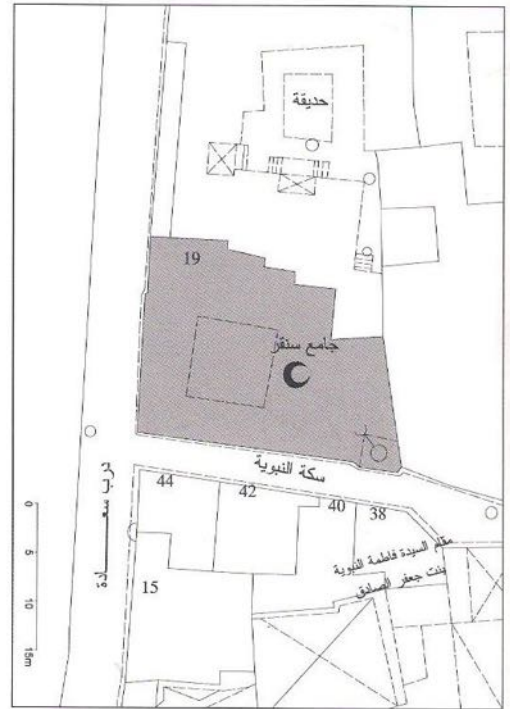 حديقة
19
جامع سنقر
سكة النبوية
44
42
40
38
درب سعـــــــادة
15
مقام السيدة فاطمة النبوية
بنت جعفر الصادق
0
5
10
15m